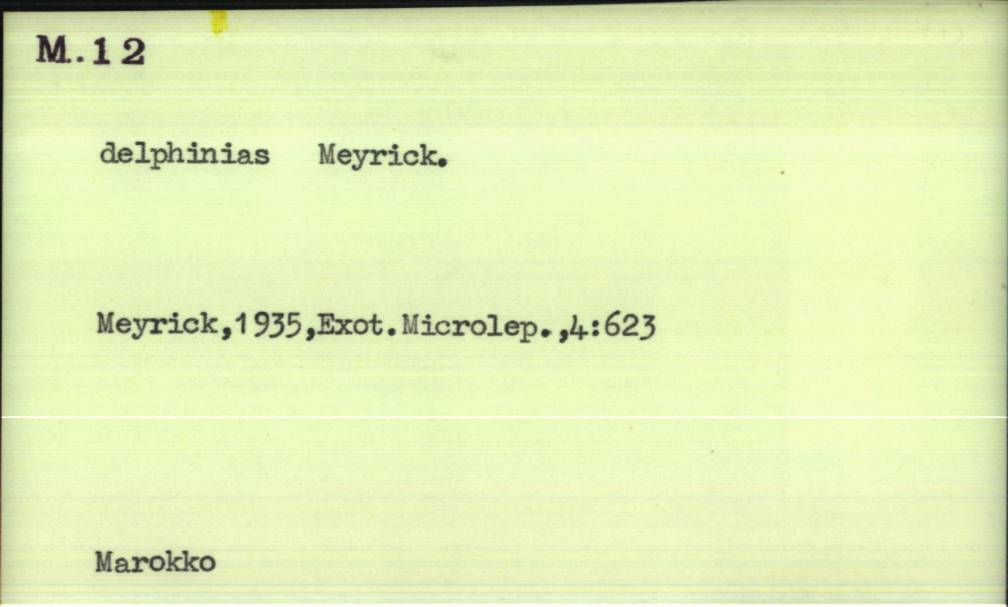 M.12
delphinias Meyrick.
Meyrick,1935,Exot.Microlep.,4:623
Marokko